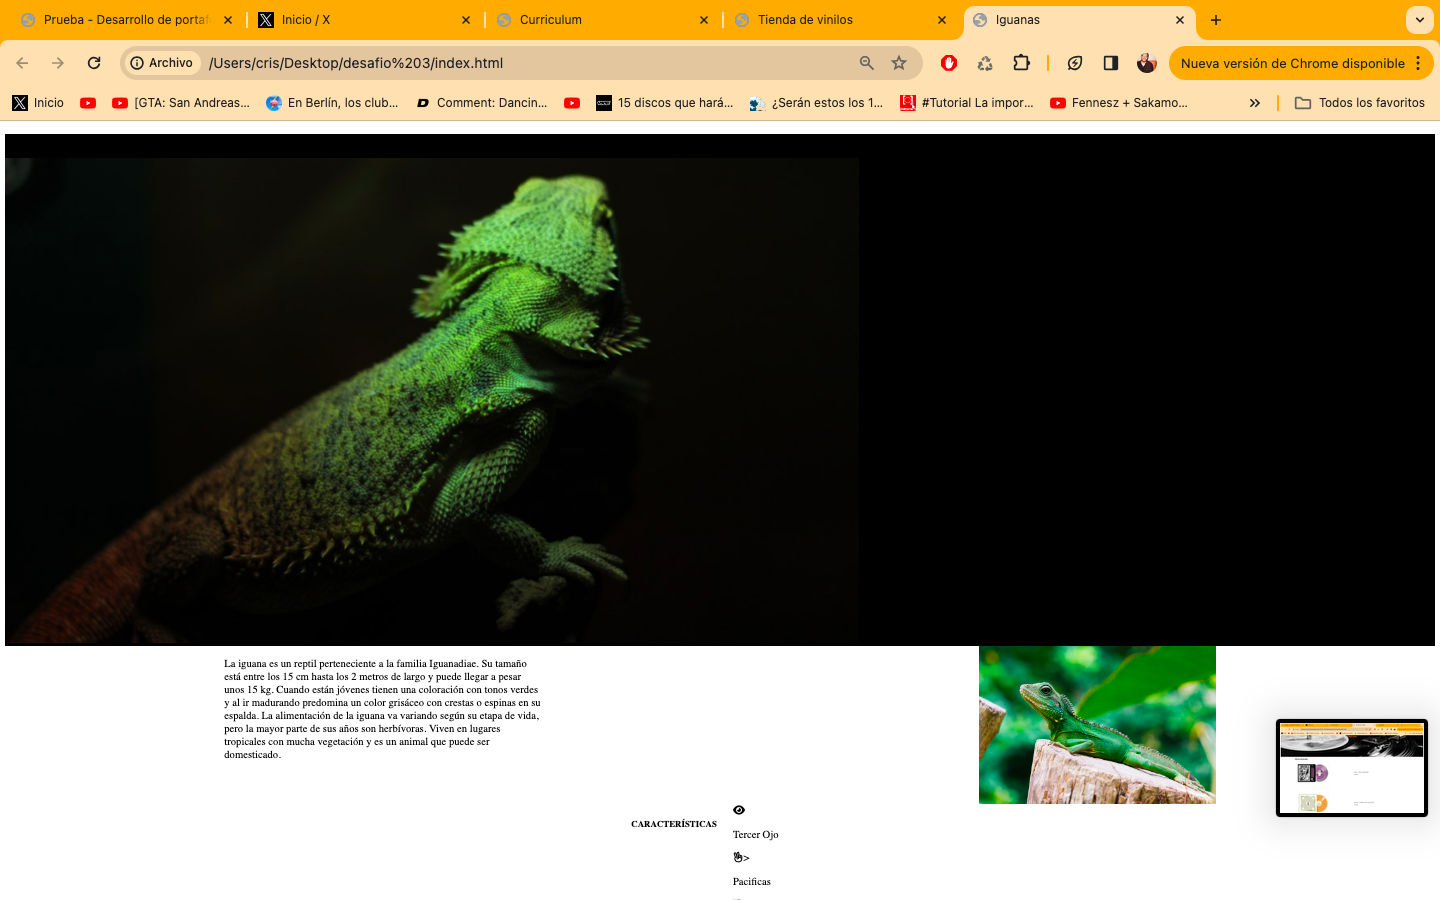 Prueba - Desarrollo de portaf
Inicio / X
Curriculum
Tienda de vinilos
Iguanas
Archivo
/Users/cris/Desktop/desafio%203/index.html
Nueva versión de Chrome disponible
Inicio
[GTA: San Andreas...
En Berlín, los club...
Comment: Dancin...
15 discos que hará...
¿Serán estos los 1...
#Tutorial La impor...
Fennesz + Sakamo...
Todos los favoritos
La iguana es un reptil perteneciente a la familia Iguanadiae. Su tamaño
está entre los 15 cm hasta los 2 metros de largo y puede llegar a pesar
unos 15 kg. Cuando están jóvenes tienen una coloración con tonos verdes
y al ir madurando predomina un color grisáceo con crestas o espinas en su
espalda. La alimentación de la iguana va variando según su etapa de vida,
pero la mayor parte de sus años son herbívoras. Viven en lugares
tropicales con mucha vegetación y es un animal que puede ser
domesticado.
CARACTERÍSTICAS
Tercer Ojo
>
Pacificas